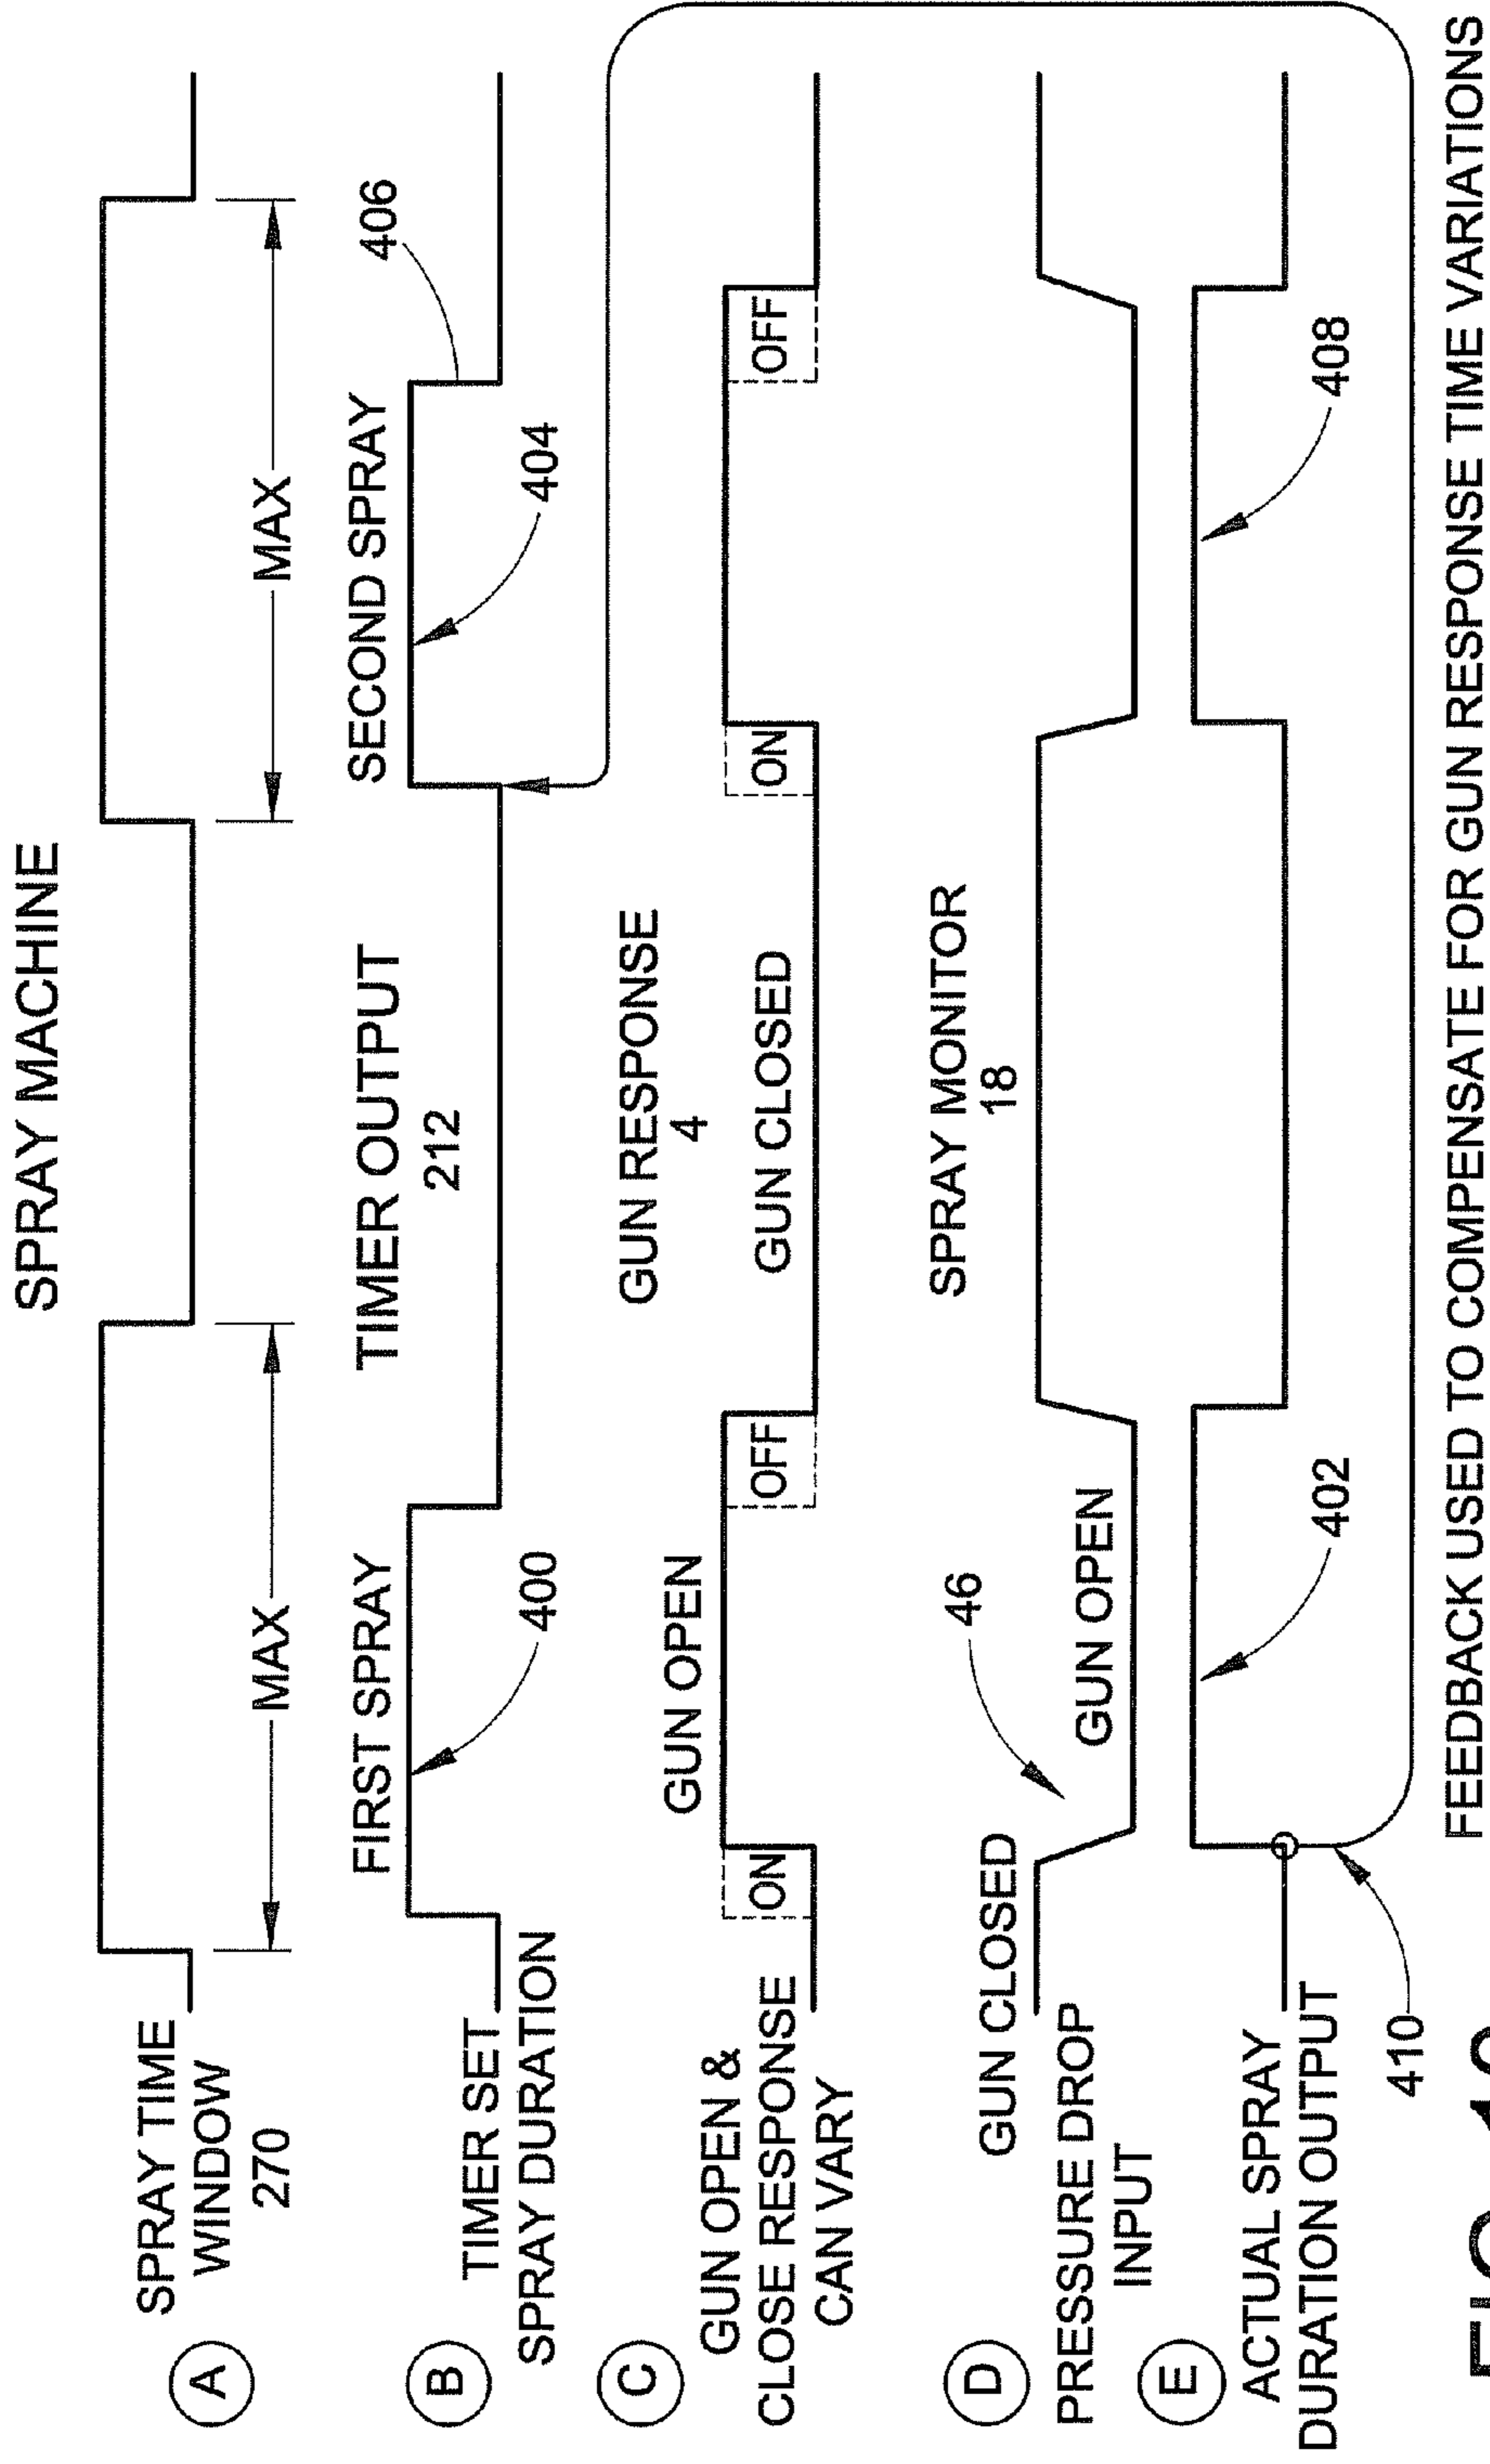 SPRAY MACHINE
A
SPRAY TIME
WINDOW
270
MAX
MAX
B
TIMER SET
SPRAY DURATION
FIRST SPRAY
400
TIMER OUTPUT
212
SECOND SPRAY
404
406
C
GUN OPEN &
CLOSE RESPONSE
CAN VARY
ON
GUN OPEN
OFF
GUN RESPONSE
4
GUN CLOSED
ON
OFF
D
GUN CLOSED
PRESSURE DROP
INPUT
46
GUN OPEN
SPRAY MONITOR
18
E
ACTUAL SPRAY
DURATION OUTPUT
410
402
408
FEEDBACK USED TO COMPENSATE FOR GUN RESPONSE TIME VARIATIONS